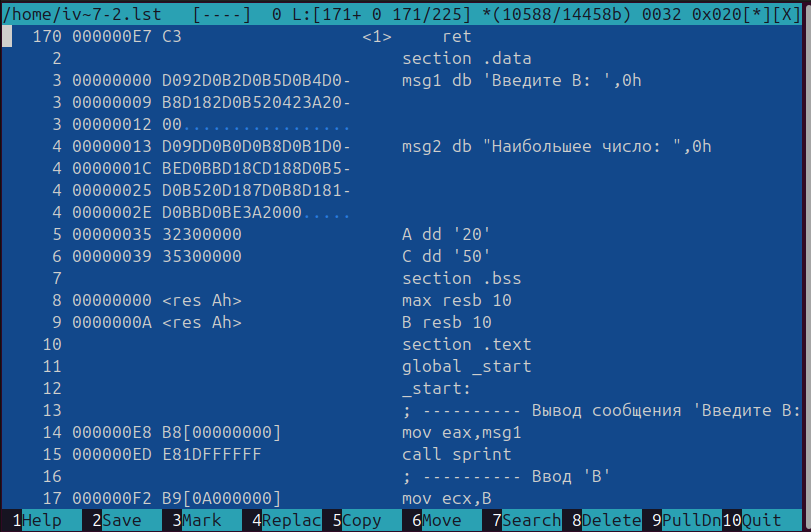 /home/iv~7-2.lst   [----]  0 L:[171+ 0 171/225] *(10588/14458b) 0032 0x020[*][X]
   170 000000E7 C3                  <1>     ret
     2                                  section .data
     3 00000000 D092D0B2D0B5D0B4D0-     msg1 db 'Введите B: ',0h
     3 00000009 B8D182D0B520423A20-
     3 00000012 00.................
     4 00000013 D09DD0B0D0B8D0B1D0-     msg2 db "Наибольшее число: ",0h
     4 0000001C BED0BBD18CD188D0B5-
     4 00000025 D0B520D187D0B8D181-
     4 0000002E D0BBD0BE3A2000.....
     5 00000035 32300000                A dd '20'
     6 00000039 35300000                C dd '50'
     7                                  section .bss
     8 00000000 <res Ah>                max resb 10
     9 0000000A <res Ah>                B resb 10
    10                                  section .text
    11                                  global _start
    12                                  _start:
    13                                  ; ---------- Вывод сообщения 'Введите B:
    14 000000E8 B8[00000000]            mov eax,msg1
    15 000000ED E81DFFFFFF              call sprint
    16                                  ; ---------- Ввод 'B'
    17 000000F2 B9[0A000000]            mov ecx,B
 1Help   2Save   3Mark   4Replac 5Copy   6Move   7Search 8Delete 9PullDn10Quit